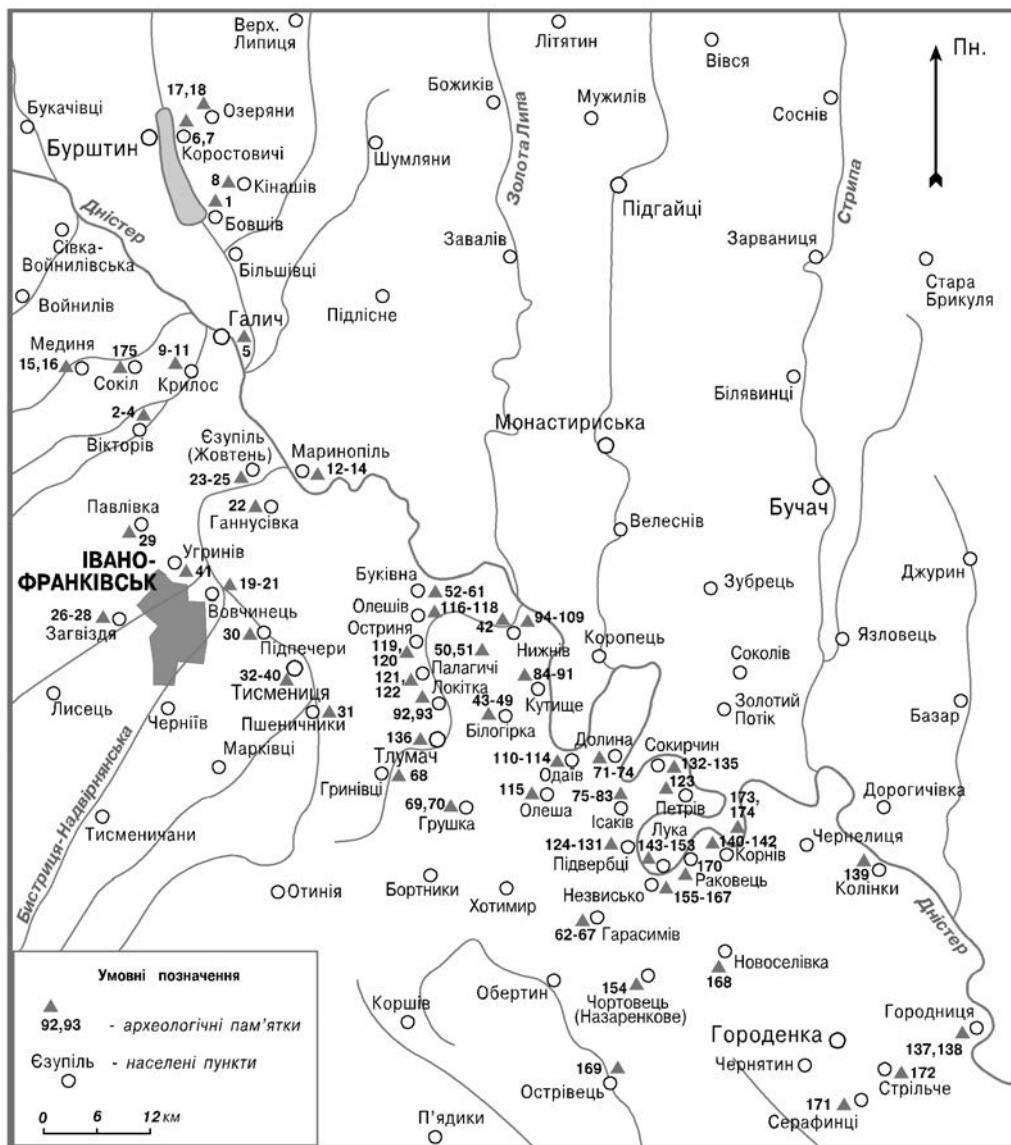 Верх.
Липиця
Літятин
Вівся
Пн.
Букачівці
17,18
Озеряни
Божиків
Мужилів
Соснів
Бурштин
6,7
Коростовичі
Шумляни
Золота Липа
Стрипа
8
Кінашів
1
Бовшів
Підгайці
Дністер
Сівка-
Войнилівська
Більшівці
Завалів
Зарваниця
Стара
Брикуля
Войнилів
Галич
Підлісне
5
Мединя
15,16
175
Сокіл
9-11
Крилос
Білявинці
2-4
Вікторів
Монастириська
Єзупіль
(Жовтень)
23-25
Маринопіль
12-14
Бучач
Павлівка
29
22
Ганнусівка
Велеснів
ІВАНО-
ФРАНКІВСЬК
Угринів
41
19-21
Вовчинець
Буківна
52-61
Зубрець
Джурин
26-28
Загвіздя
30
Підпечери
Олешів
116-118
42
94-109
Нижнів
Остриня
119,
120
50,51
Коропець
Язловець
32-40
Тисмениця
Палагичі
121,
122
84-91
Кутище
Соколів
Лисець
Черніїв
Пшеничники
31
Локітка
92,93
43-49
Білогірка
Золотий
Потік
Базар
Марківці
136
Тлумач
Долина
71-74
Сокирчин
132-135
110-114
Одаїв
Гринівці
68
123
Петрів
173,
174
Тисменичани
69,70
Грушка
115
Олеша
75-83
Ісаків
Дорогичівка
Бистриця-Надвірнянська
124-131
Підвербці
Лука
143-153
140-142
Корнів
Чернелиця
170
Раковець
139
Колінки
Отинія
Бортники
Хотимир
Незвисько
155-167
Дністер
62-67
Гарасимів
Новоселівка
168
Обертин
154
Чортовець
(Назаренкове)
Коршів
Городенка
Городниця
137,138
Чернятин
172
Стрільче
169
Острівець
171
Серафинці
П'ядики
Умовні позначення
92,93
- археологічні пам'ятки
Єзупіль
- населені пункти
0 6 12 км